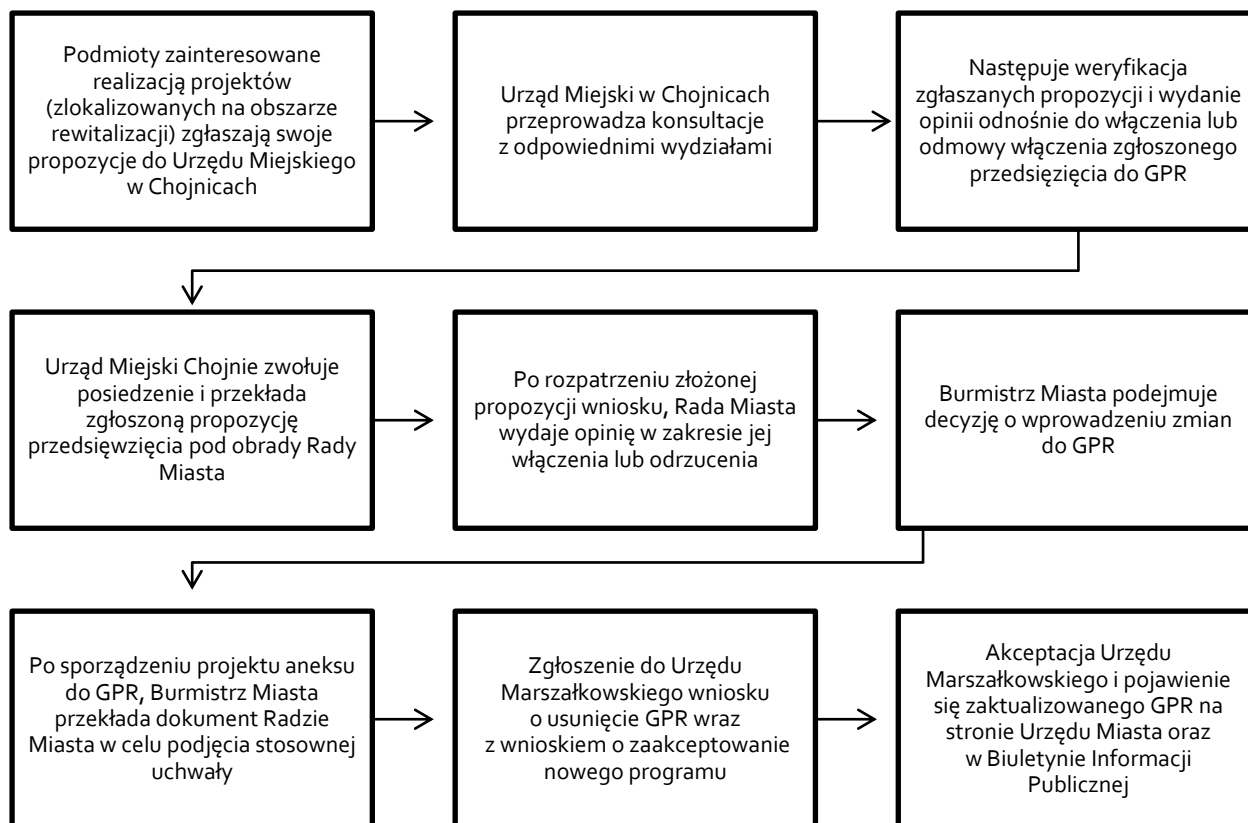 Podmioty zainteresowane
realizacją projektów
(zlokalizowanych na obszarze
rewitalizacji) zgłaszają swoje
propozycje do Urzędu Miejskiego
w Chojnicach
Urząd Miejski w Chojnicach
przeprowadza konsultacje
z odpowiednimi wydziałami
Następuje weryfikacja
zgłaszanych propozycji i wydanie
opinii odnośnie do włączenia lub
odmowy włączenia zgłoszonego
przedsięzięcia do GPR
Urząd Miejski Chojnie zwołuje
posiedzenie i przekłada
zgłoszoną propozycję
przedsięwzięcia pod obrady Rady
Miasta
Po rozpatrzeniu złożonej
propozycji wniosku, Rada Miasta
wydaje opinię w zakresie jej
włączenia lub odrzucenia
Burmistrz Miasta podejmuje
decyzję o wprowadzeniu zmian
do GPR
Po sporządzeniu projektu aneksu
do GPR, Burmistrz Miasta
przekłada dokument Radzie
Miasta w celu podjęcia stosownej
uchwały
Zgłoszenie do Urzędu
Marszałkowskiego wniosku
o usunięcie GPR wraz
z wnioskiem o zaakceptowanie
nowego programu
Akceptacja Urzędu
Marszałkowskiego i pojawienie
się zaktualizowanego GPR na
stronie Urzędu Miasta oraz
w Biuletynie Informacji
Publicznej